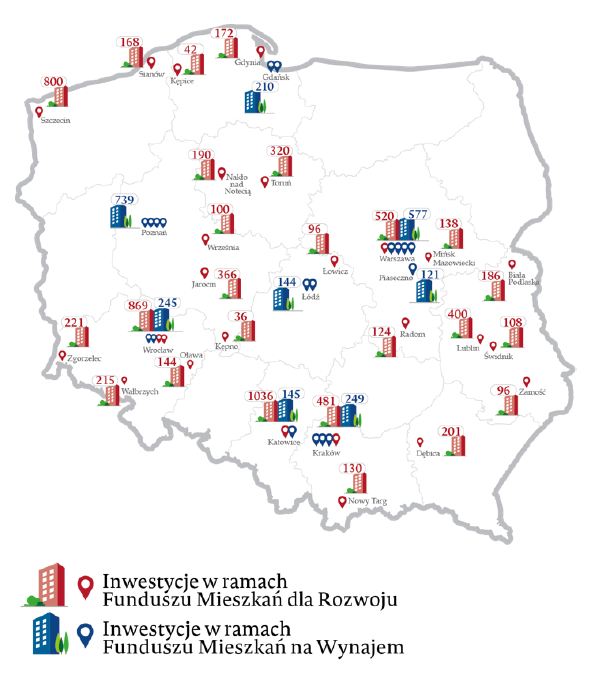 172
168
42
Gdynia
Sianów
Kępice
Gdańsk
800
210
Szczecin
190
320
Nakło
nad
Notecią
Toruń
739
100
577
520
138
Poznań
96
Września
Warszawa
Mińsk
Mazowiecki
Łowicz
Piaseczno
Biała
Podlaska
121
144
186
366
Jarocin
Łódź
869
245
400
221
36
124
Radom
108
Kępno
Wrocław
Lublin
Świdnik
Zgorzelec
Oława
144
215
Wałbrzych
Zamość
96
1036
145
481
249
Katowice
Kraków
Dębica
201
130
Nowy Targ
Inwestycje w ramach
Funduszu Mieszkań dla Rozwoju
Inwestycje w ramach
Funduszu Mieszkań na Wynajem